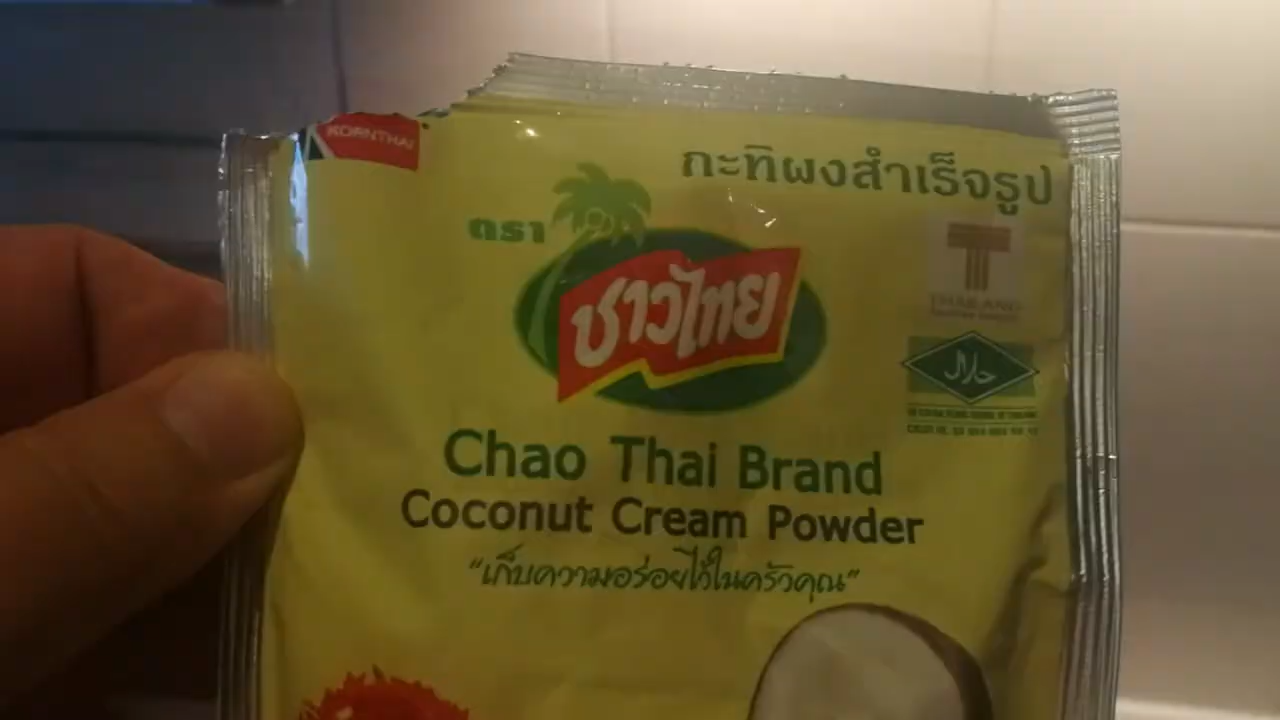 KORNTHAI
กะทิผงสำเร็จรูป
ตรา
ชาวไทย
THAILAND
حلال
Chao Thai Brand
Coconut Cream Powder
“เก็บความอร่อยไว้ในครัวคุณ”